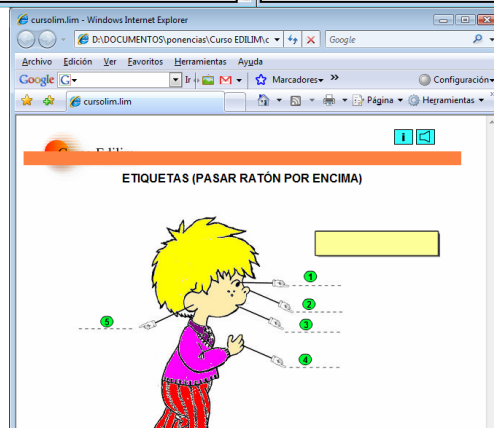 cursolim.lim - Windows Internet Explorer
D:\DOCUMENTOS\ponencias\Curso EDILIM\c
Google
Archivo Edición Ver Favoritos Herramientas Ayuda
Google G Ir M Marcadores » Configuración
cursolim.lim Página Herramientas »
i
ETIQUETAS (PASAR RATÓN POR ENCIMA)
1
2
3
4
5